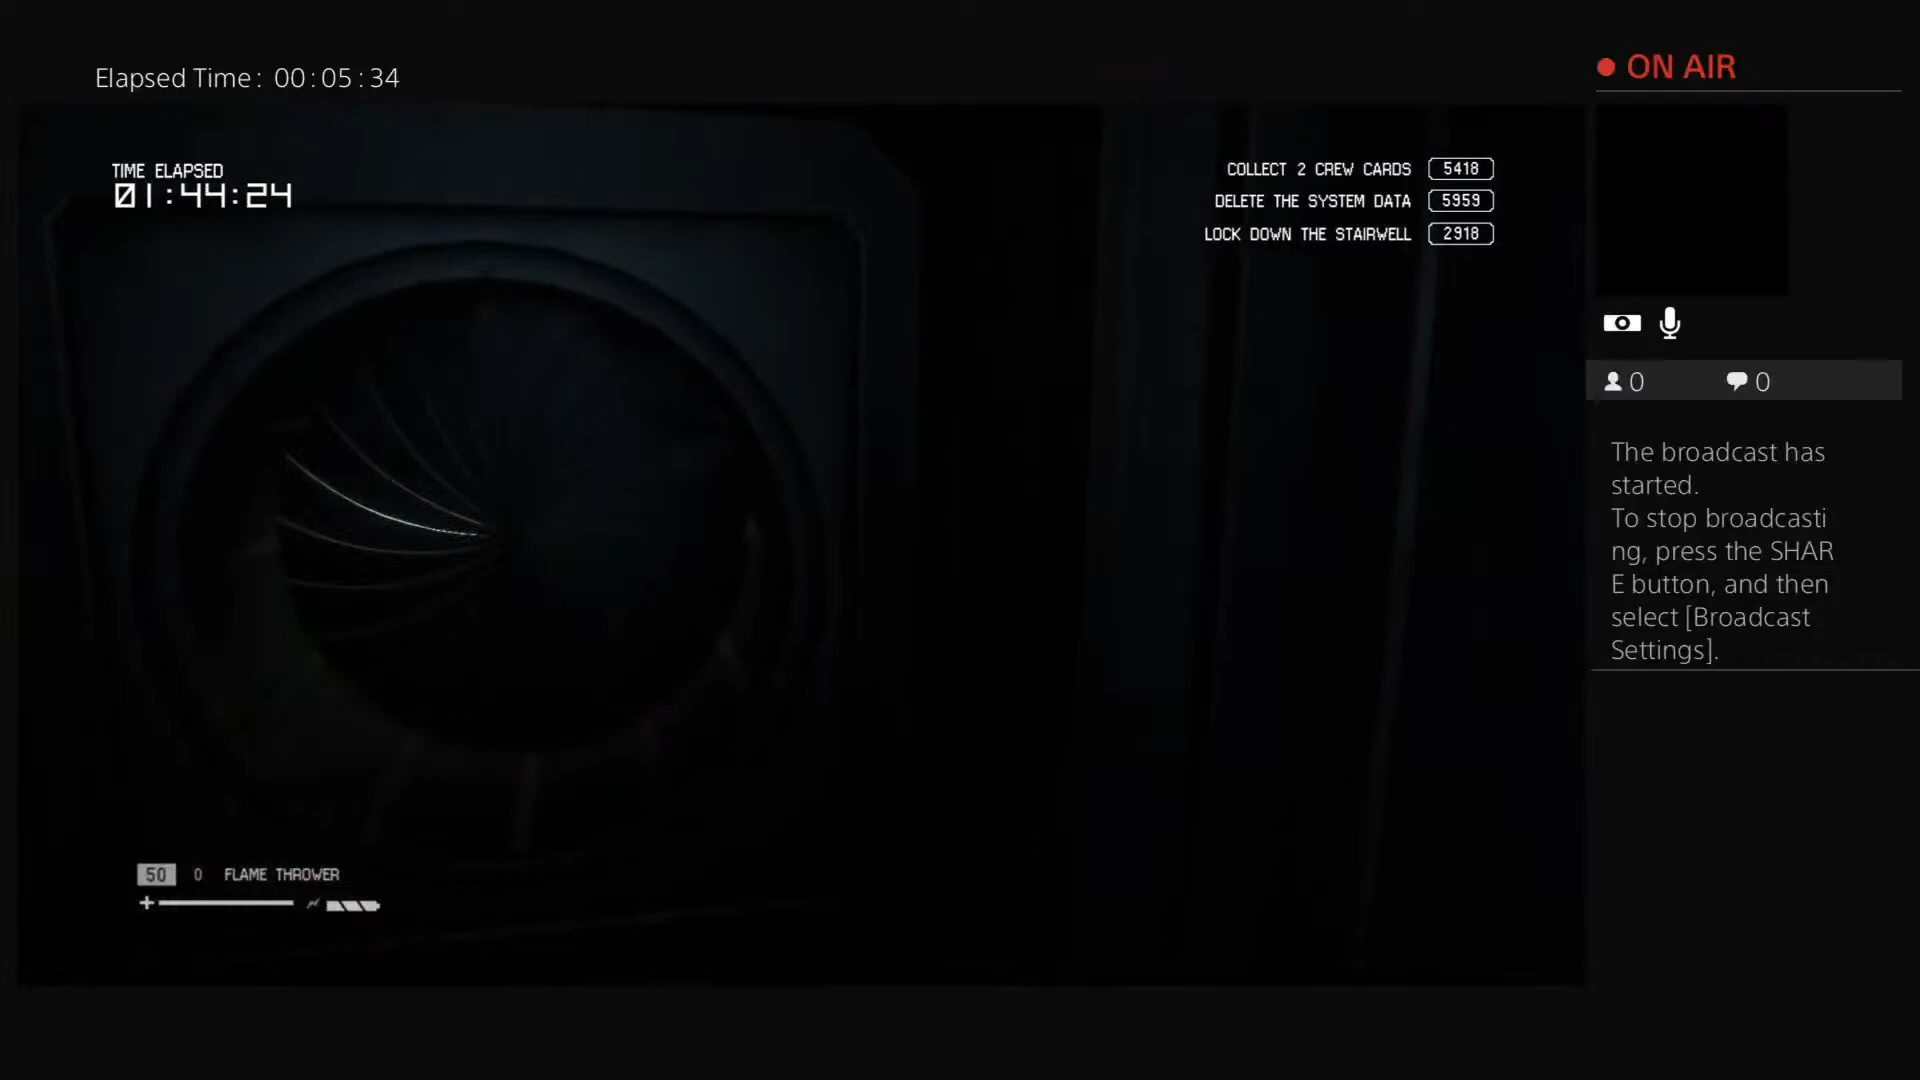 Elapsed Time: 00:05:34
ON AIR
TIME ELAPSED
01:44:24
COLLECT 2 CREW CARDS 5418
DELETE THE SYSTEM DATA 5959
LOCK DOWN THE STAIRWELL 2918
0 0
The broadcast has
started.
To stop broadcasti
ng, press the SHAR
E button, and then
select [Broadcast
Settings].
50 0 FLAME THROWER